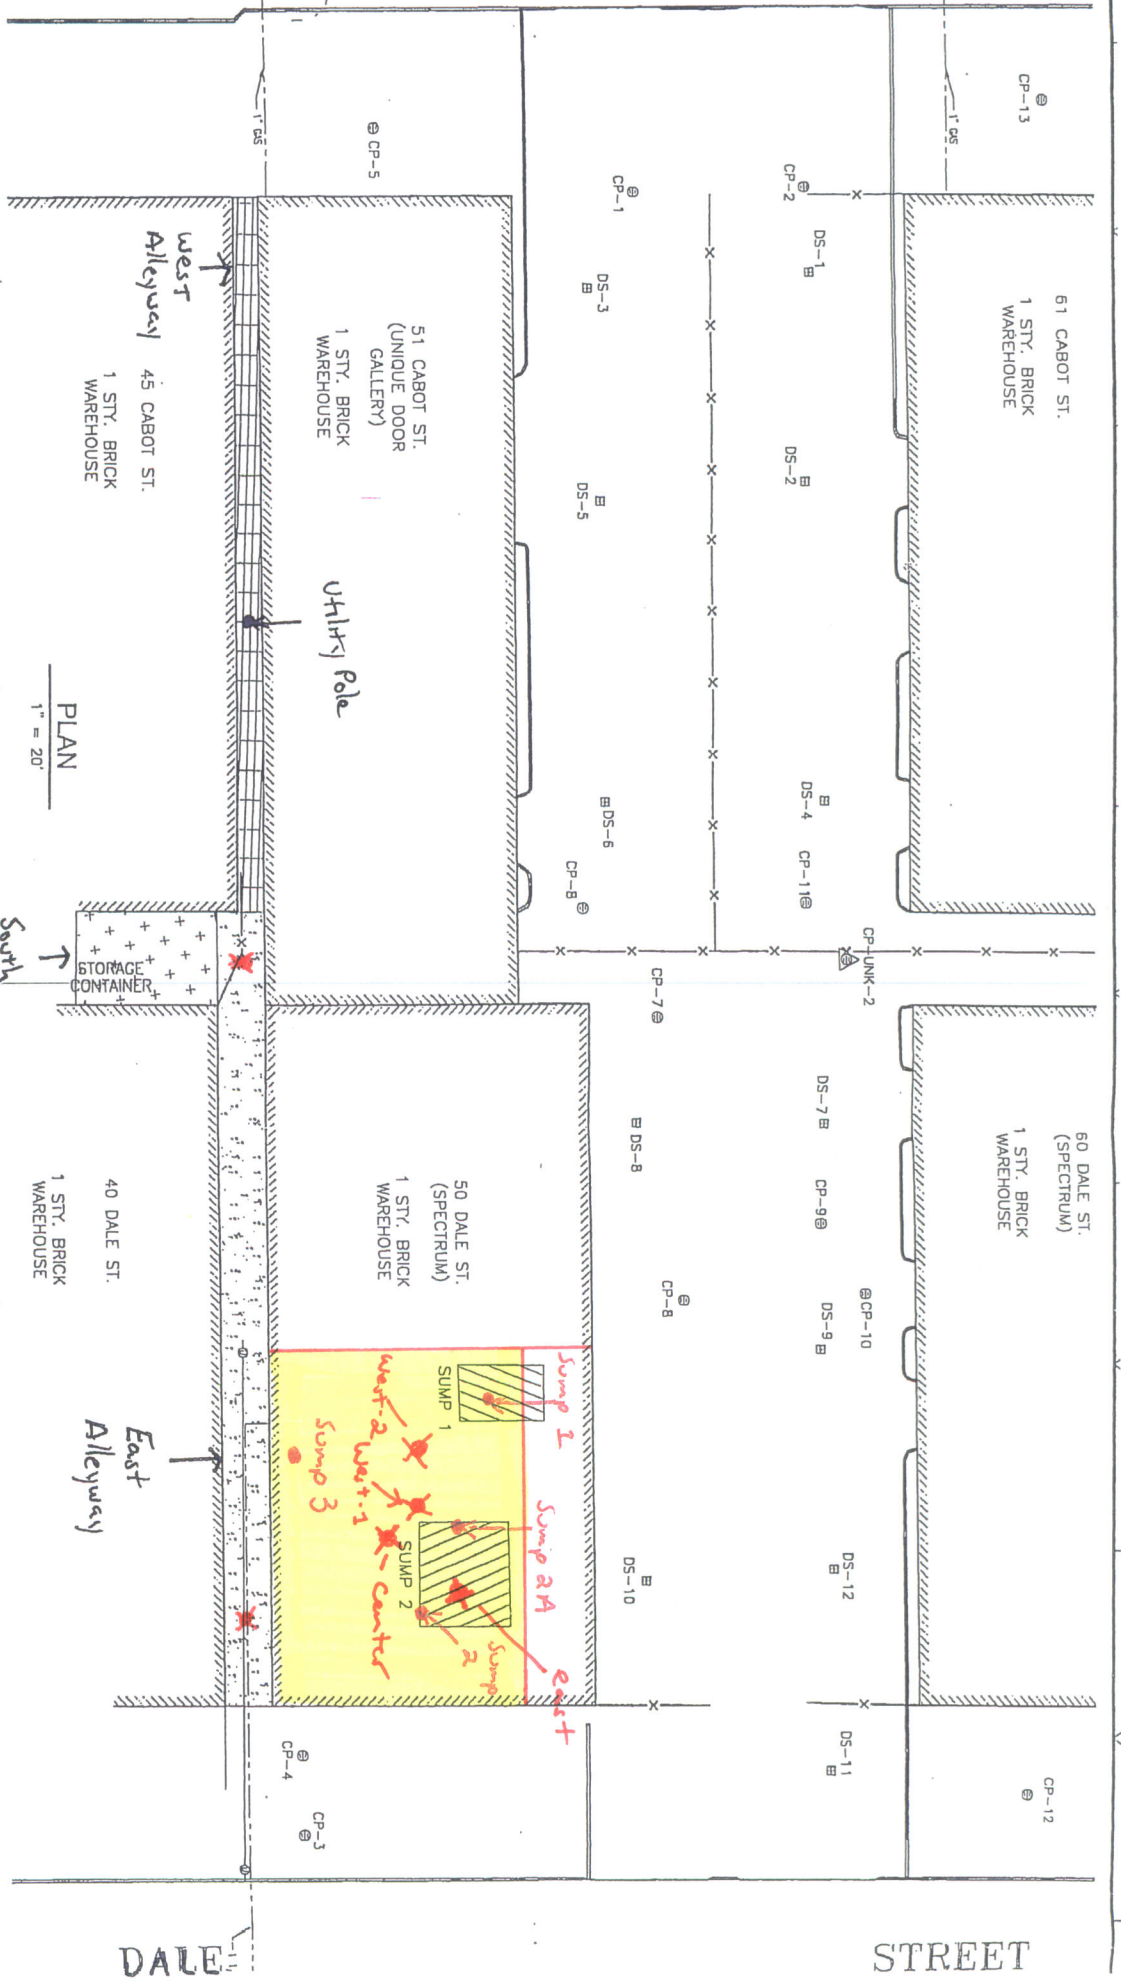 1" GAS
1" GAS
CP-13
CP-5
CP-1
CP-2
DS-1
DS-3
61 CABOT ST.
1 STY. BRICK
WAREHOUSE
51 CABOT ST.
(UNIQUE DOOR
GALLERY)
1 STY. BRICK
WAREHOUSE
West
Alleyway
45 CABOT ST.
1 STY. BRICK
WAREHOUSE
DS-2
DS-5
Utility Pole
PLAN
1" = 20'
DS-4
DS-6
CP-11
CP-8
CP-UNK-2
CP-7
South
STORAGE
CONTAINER
DS-7
DS-8
60 DALE ST.
(SPECTRUM)
1 STY. BRICK
WAREHOUSE
50 DALE ST.
(SPECTRUM)
1 STY. BRICK
WAREHOUSE
40 DALE ST.
1 STY. BRICK
WAREHOUSE
CP-9
CP-10
CP-8
DS-9
Sump 1
SUMP 1
West-2
West-1
Sump 3
Sump 2A
SUMP 2
center
Sump
2
east
East
Alleyway
DS-12
DS-10
DS-11
CP-12
CP-4
CP-3
DALE
STREET